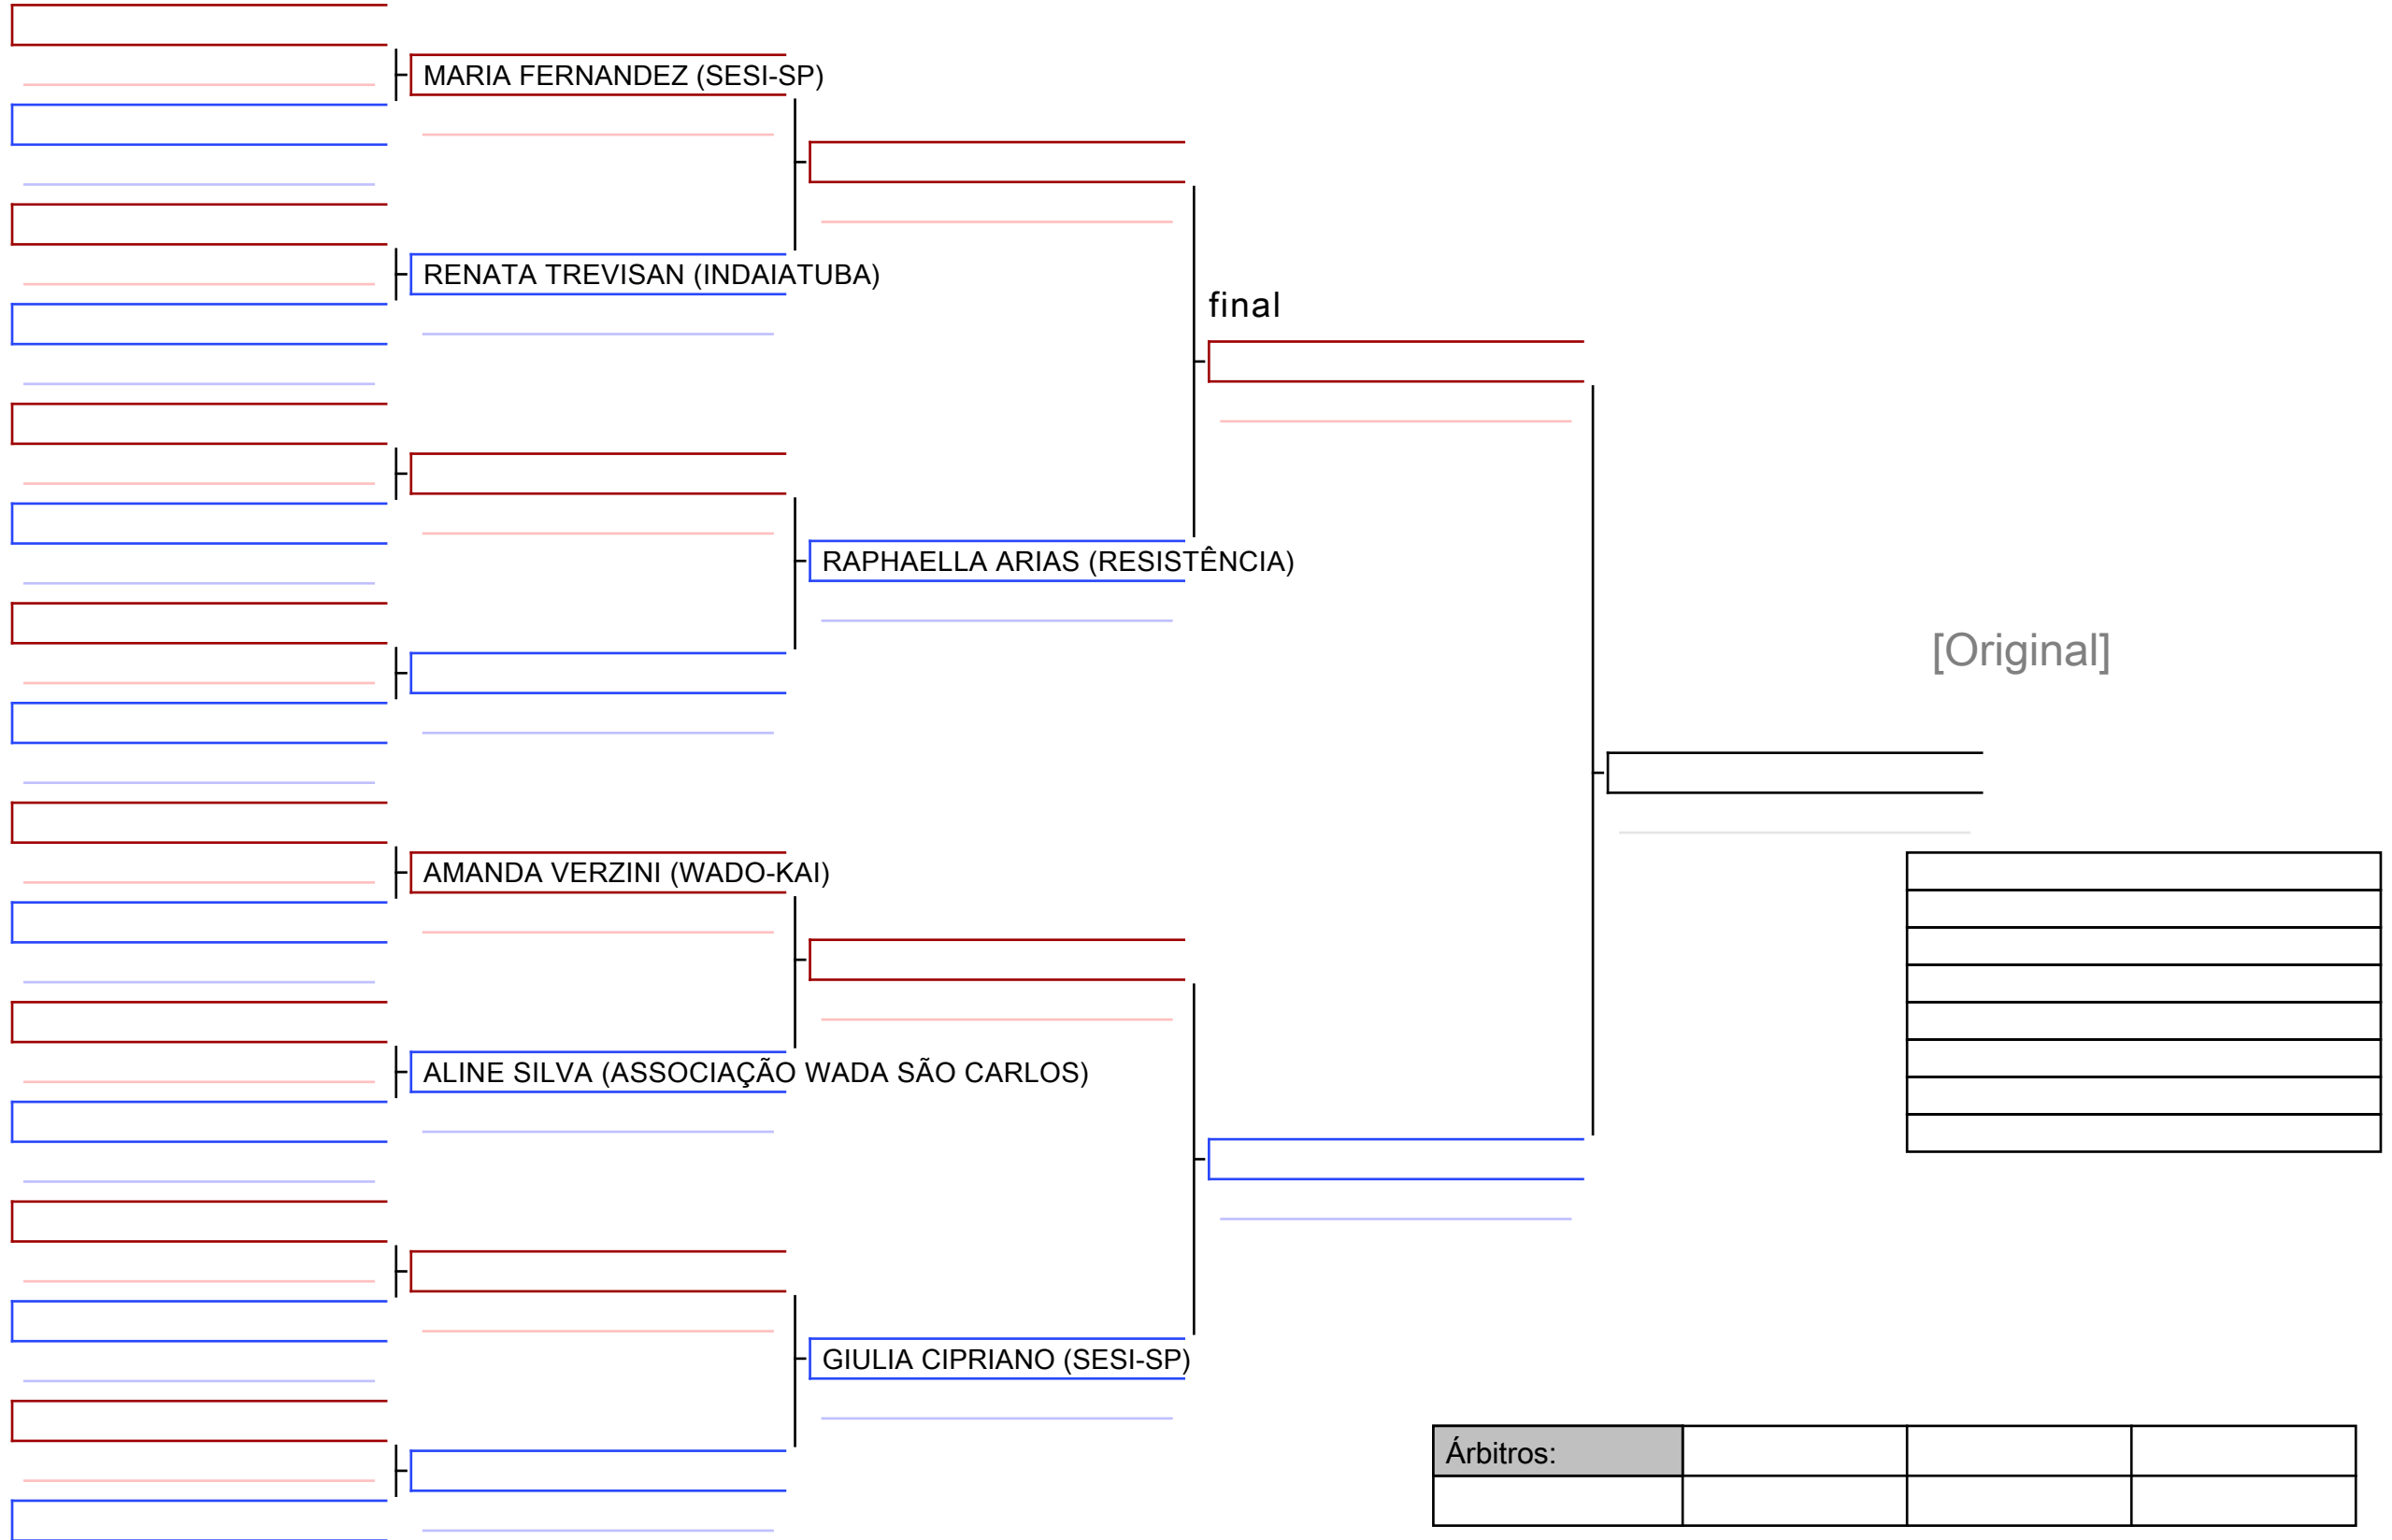 MARIA FERNANDEZ (SESI-SP)
RENATA TREVISAN (INDAIATUBA)
final
RAPHAELLA ARIAS (RESISTÊNCIA)
[Original]
AMANDA VERZINI (WADO-KAI)
ALINE SILVA (ASSOCIAÇÃO WADA SÃO CARLOS)
GIULIA CIPRIANO (SESI-SP)
Árbitros: